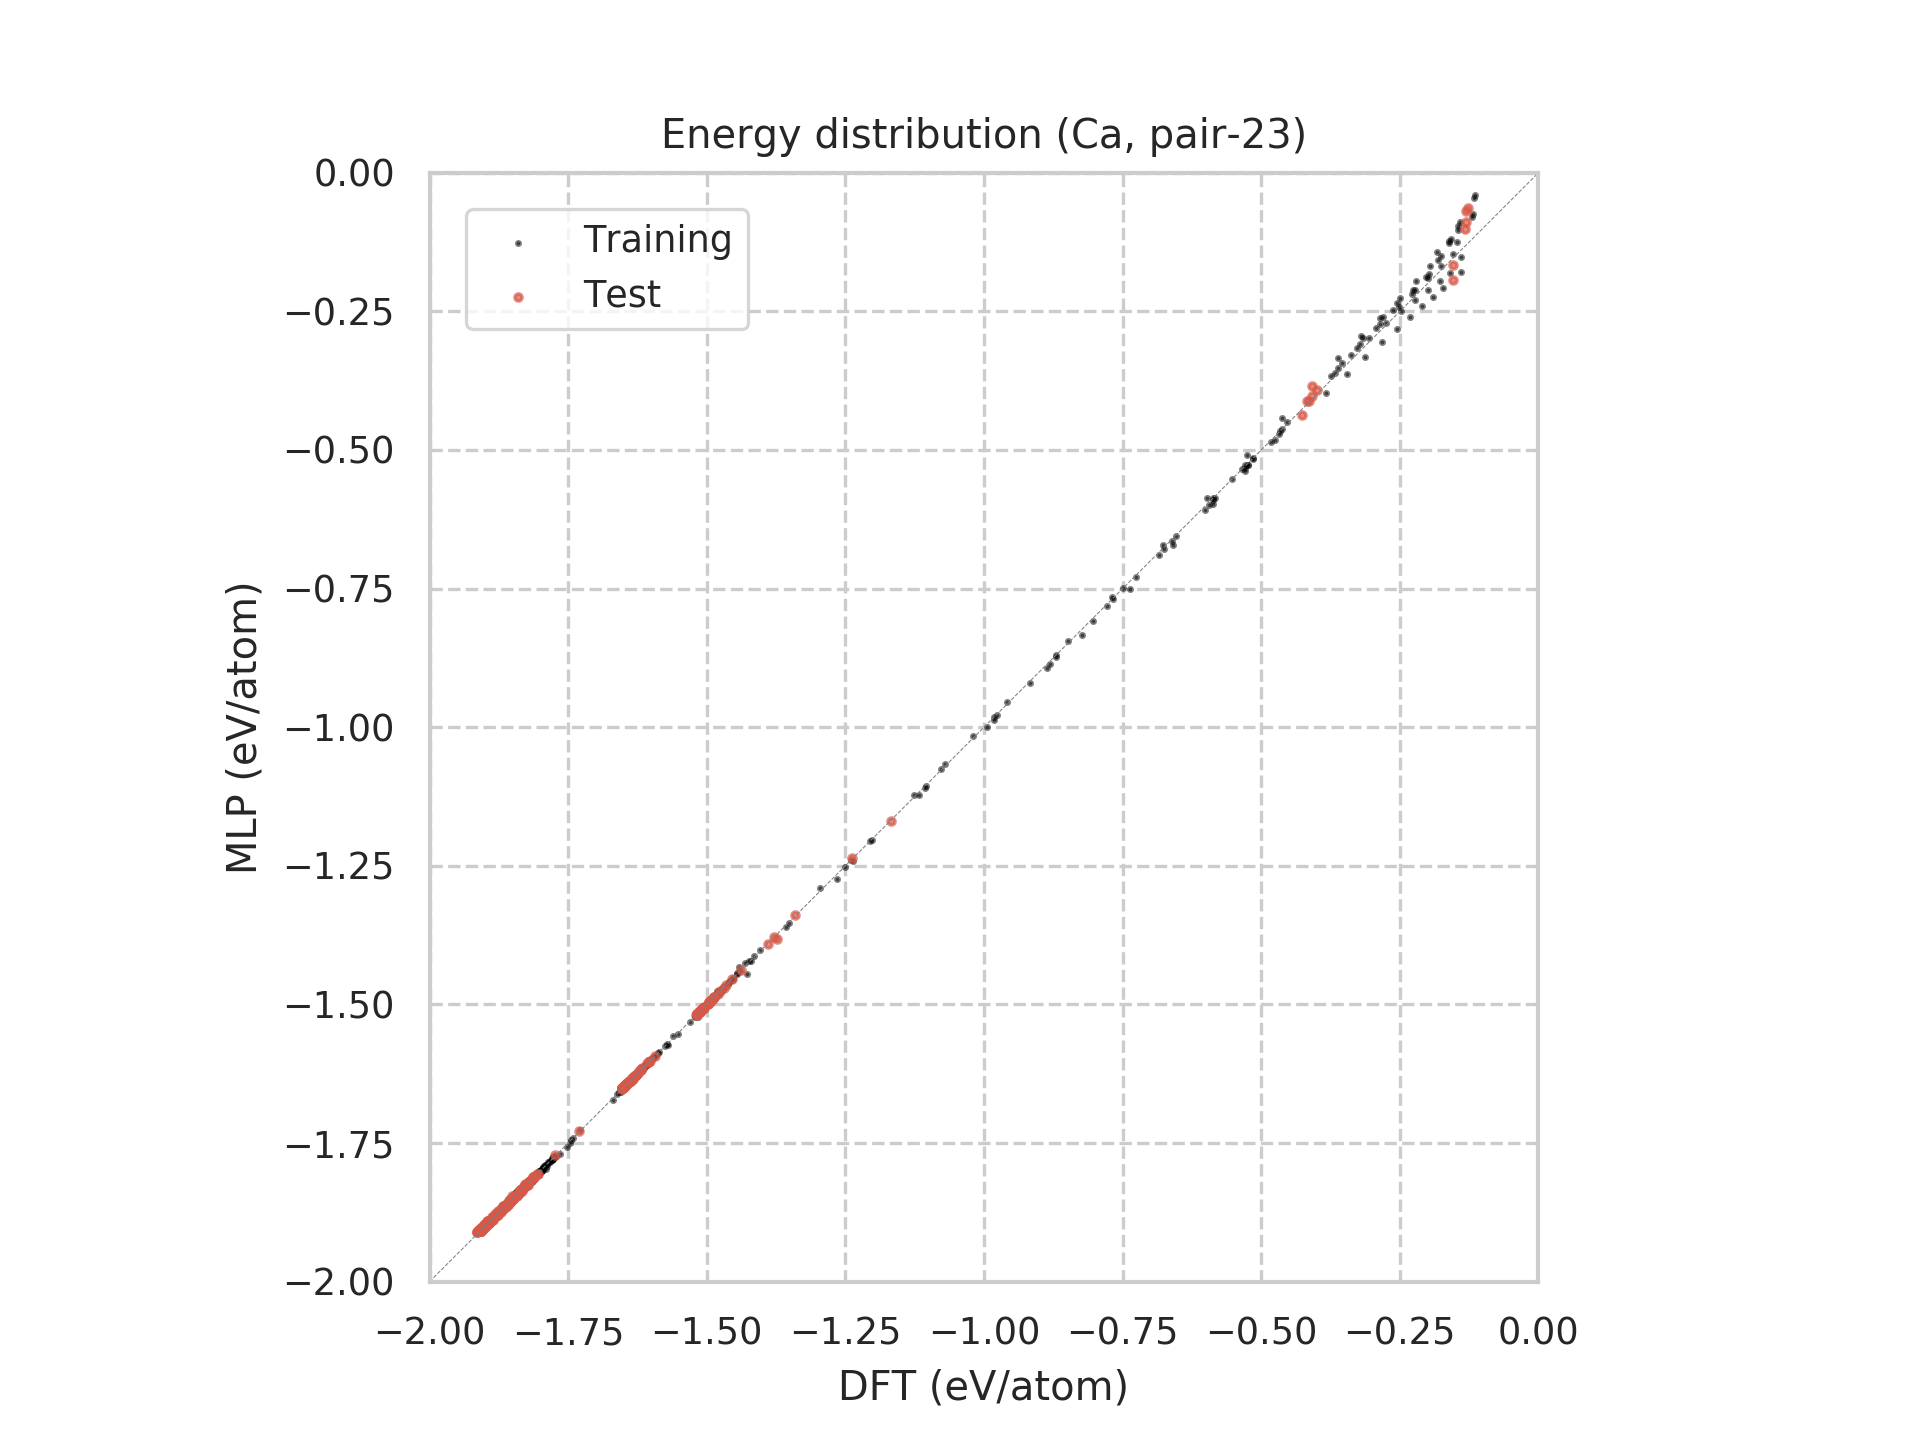 Energy distribution (Ca, pair-23)
Training
Test
MLP (eV/atom)
0.00
−0.25
−0.50
−0.75
−1.00
−1.25
−1.50
−1.75
−2.00
−2.00 −1.75 −1.50 −1.25 −1.00 −0.75 −0.50 −0.25 0.00
DFT (eV/atom)